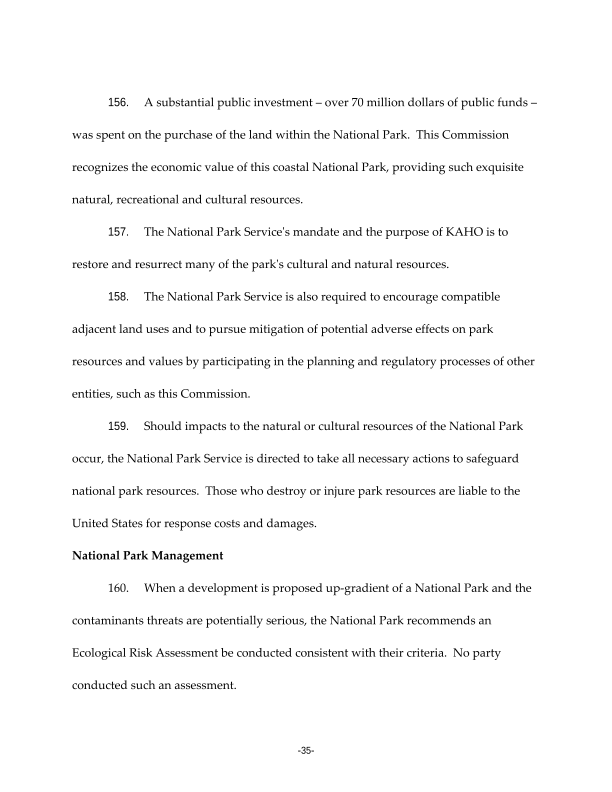 156. A substantial public investment – over 70 million dollars of public funds –
was spent on the purchase of the land within the National Park. This Commission
recognizes the economic value of this coastal National Park, providing such exquisite
natural, recreational and cultural resources.
157. The National Park Service's mandate and the purpose of KAHO is to
restore and resurrect many of the park's cultural and natural resources.
158. The National Park Service is also required to encourage compatible
adjacent land uses and to pursue mitigation of potential adverse effects on park
resources and values by participating in the planning and regulatory processes of other
entities, such as this Commission.
159. Should impacts to the natural or cultural resources of the National Park
occur, the National Park Service is directed to take all necessary actions to safeguard
national park resources. Those who destroy or injure park resources are liable to the
United States for response costs and damages.
National Park Management
160. When a development is proposed up-gradient of a National Park and the
contaminants threats are potentially serious, the National Park recommends an
Ecological Risk Assessment be conducted consistent with their criteria. No party
conducted such an assessment.
-35-